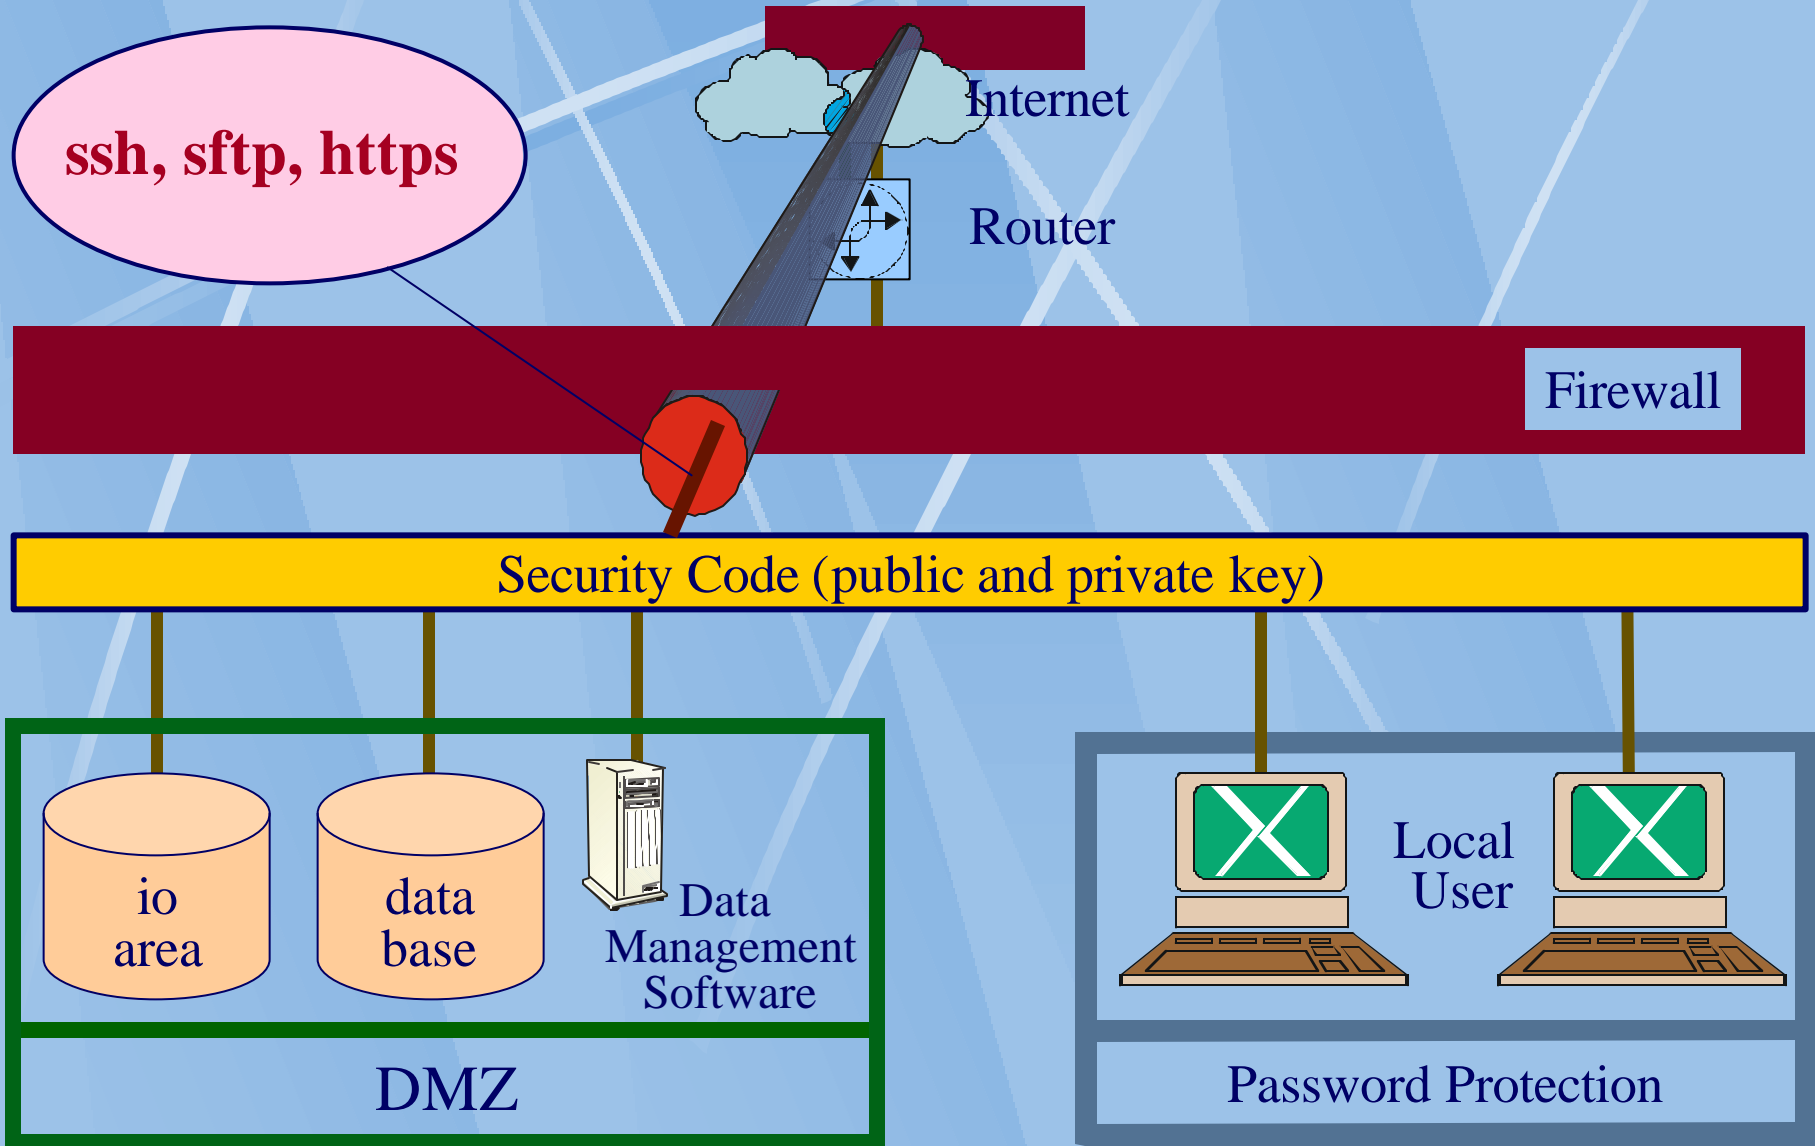 ssh, sftp, https
Internet
Router
Firewall
Security Code (public and private key)
io
area
data
base
Data
Management
Software
DMZ
Local
User
Password Protection